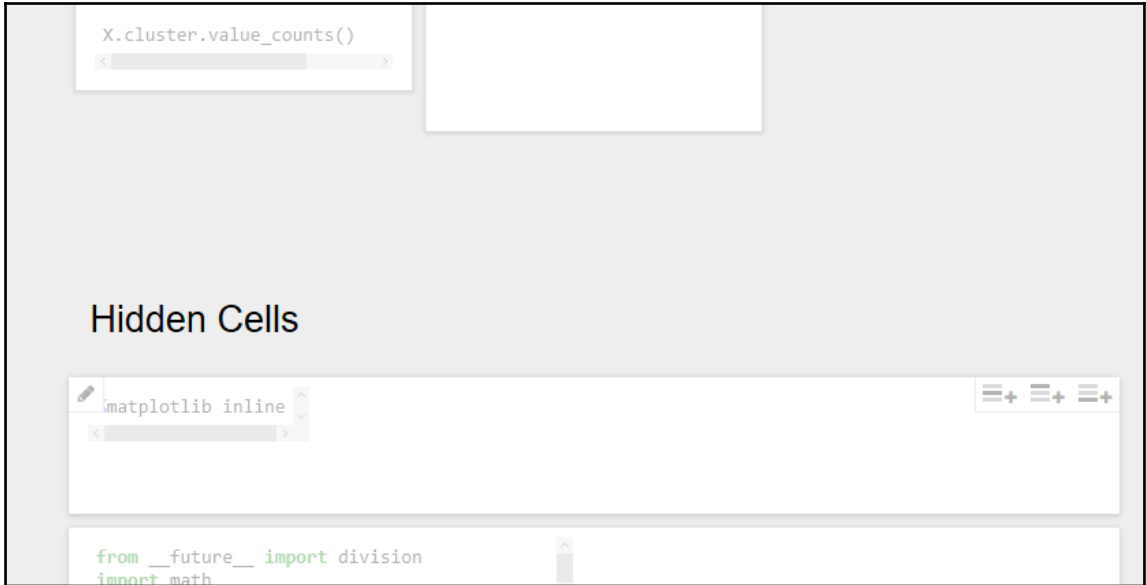 X.cluster.value_counts()
Hidden Cells
%matplotlib inline
from __future__ import division
import math